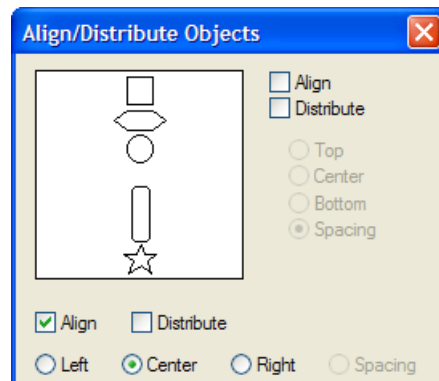 Align/Distribute Objects
Align
Distribute
Top
Center
Bottom
Spacing
Align Distribute
Left Center Right Spacing